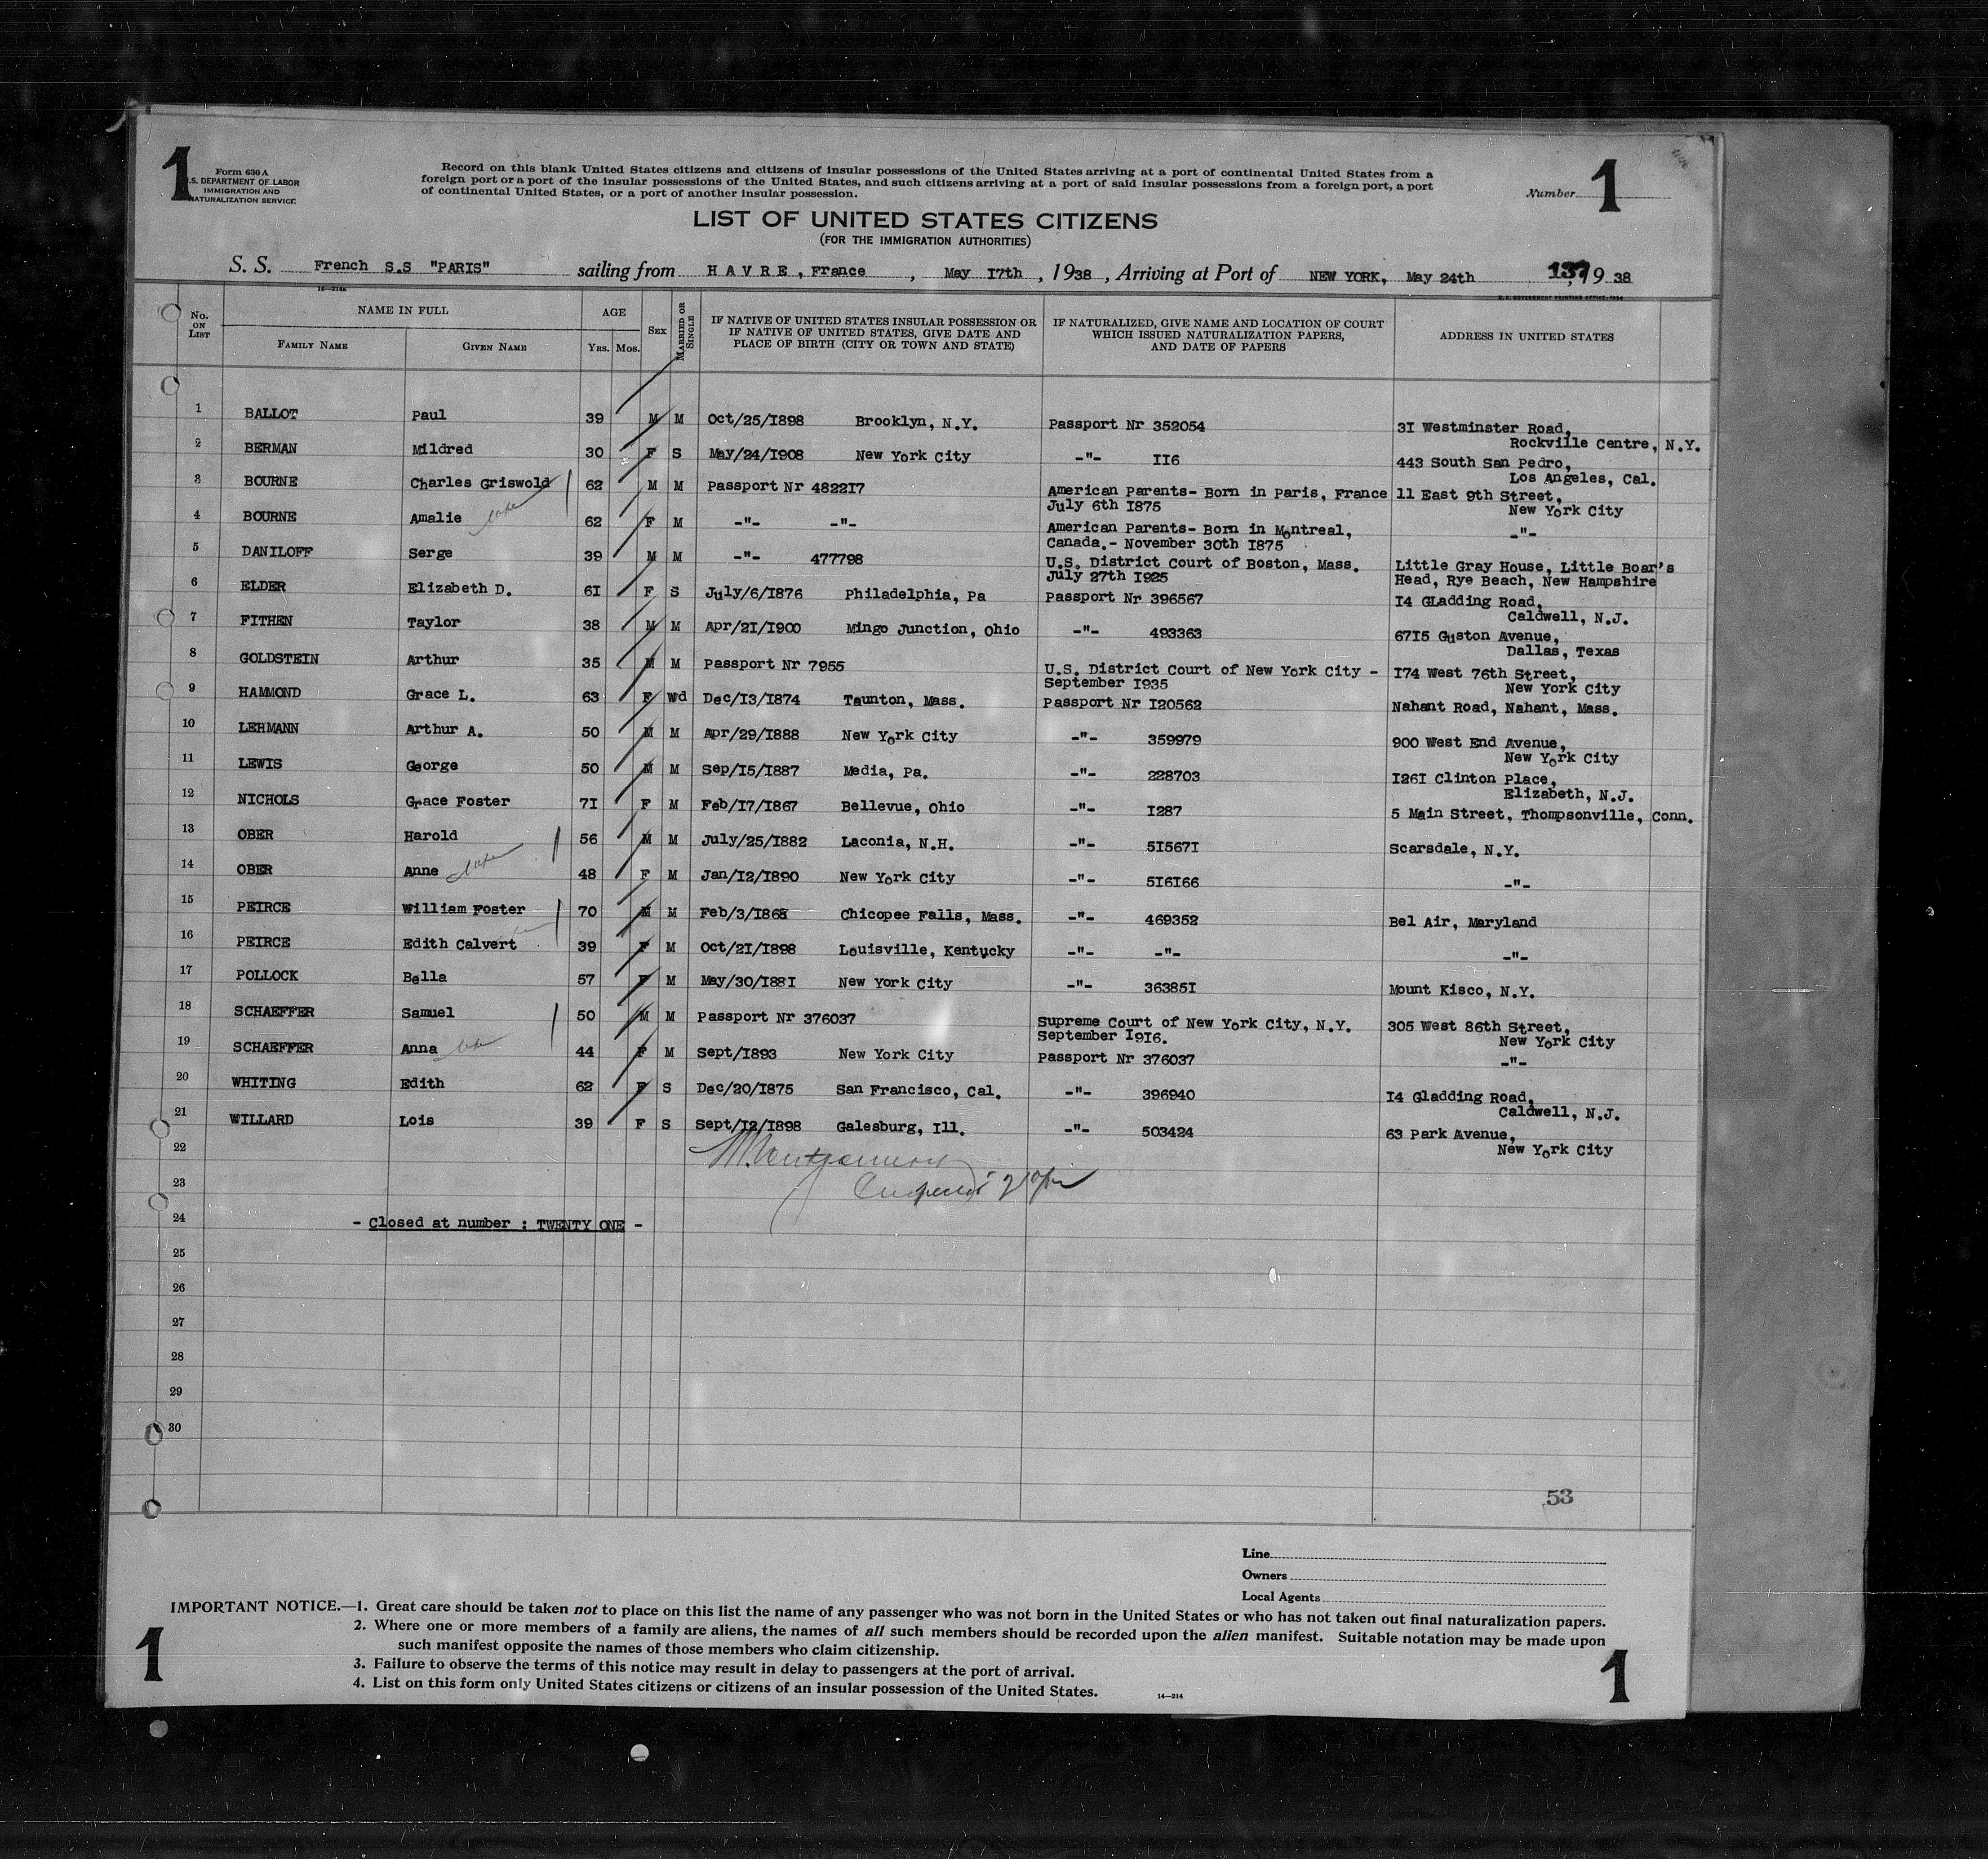 1
Form 630 A
U.S. DEPARTMENT OF LABOR
IMMIGRATION AND
NATURALIZATION SERVICE
Record on this blank United States citizens and citizens of insular possessions of the United States arriving at a port of continental United States from a
foreign port or a port of the insular possessions of the United States, and such citizens arriving at a port of said insular possessions from a foreign port, a port
of continental United States, or a port of another insular possession.
Number 1
LIST OF UNITED STATES CITIZENS
(FOR THE IMMIGRATION AUTHORITIES)
S. S. French S.S "PARIS" sailing from HAVRE, France, May 17th, 1938, Arriving at Port of NEW YORK, May 24th 137, 19 38
No. ON LIST NAME IN FULL FAMILY NAME GIVEN NAME AGE YRS. MOS. SEX MARRIED OR SINGLE IF NATIVE OF UNITED STATES INSULAR POSSESSION OR IF NATIVE OF UNITED STATES, GIVE DATE AND PLACE OF BIRTH (CITY OR TOWN AND STATE) IF NATURALIZED, GIVE NAME AND LOCATION OF COURT WHICH ISSUED NATURALIZATION PAPERS, AND DATE OF PAPERS ADDRESS IN UNITED STATES
1 BALLOT Paul 39 M M Oct/25/1898 Brooklyn, N.Y. Passport Nr 352054 31 Westminster Road,
Rockville Centre, N.Y.
2 BERMAN Mildred 30 F S May/24/1908 New York City -"- 116 443 South San Pedro,
Los Angeles, Cal.
3 BOURNE Charles Griswold 62 M M Passport Nr 482217 American Parents- Born in Paris, France 11 East 9th Street,
July 6th 1875 New York City
4 BOURNE Amalie 62 F M -"- -"- American Parents- Born in Montreal, -"-
Canada.- November 30th 1875
5 DANILOFF Serge 39 M M -"- 477798 U.S. District Court of Boston, Mass. Little Gray House, Little Boar's
July 27th 1925 Head, Rye Beach, New Hampshire
6 ELDER Elizabeth D. 61 F S July/6/1876 Philadelphia, Pa Passport Nr 396567 14 GLadding Road,
Caldwell, N.J.
7 FITHEN Taylor 38 M M Apr/21/1900 Mingo Junction, Ohio -"- 493363 6715 Guston Avenue,
Dallas, Texas
8 GOLDSTEIN Arthur 35 M M Passport Nr 7955 U.S. District Court of New York City - 174 West 76th Street,
September 1935 New York City
9 HAMMOND Grace L. 63 F Wd Dec/13/1874 Taunton, Mass. Passport Nr 120562 Nahant Road, Nahant, Mass.
10 LEHMANN Arthur A. 50 M M Apr/29/1888 New York City -"- 359979 900 West End Avenue,
New York City
11 LEWIS George 50 M M Sep/15/1887 Media, Pa. -"- 228703 1261 Clinton Place,
Elizabeth, N.J.
12 NICHOLS Grace Foster 71 F M Feb/17/1867 Bellevue, Ohio -"- 1287 5 Main Street, Thompsonville, Conn.
13 OBER Harold 56 M M July/25/1882 Laconia, N.H. -"- 515671 Scarsdale, N.Y.
14 OBER Anne 48 F M Jan/12/1890 New York City -"- 516166 -"-
15 PEIRCE William Foster 70 M M Feb/3/1868 Chicopee Falls, Mass. -"- 469352 Bel Air, Maryland
16 PEIRCE Edith Calvert 39 F M Oct/21/1898 Louisville, Kentucky -"- -"- -"-
17 POLLOCK Bella 57 F M May/30/1881 New York City -"- 363851 Mount Kisco, N.Y.
18 SCHAEFFER Samuel 50 M M Passport Nr 376037 Supreme Court of New York City, N.Y. 305 West 86th Street,
September 1916. New York City
19 SCHAEFFER Anna 44 F M Sept/1893 New York City Passport Nr 376037 -"-
20 WHITING Edith 62 F S Dec/20/1875 San Francisco, Cal. -"- 396940 14 Gladding Road,
Caldwell, N.J.
21 WILLARD Lois 39 F S Sept/12/1898 Galesburg, Ill. -"- 503424 63 Park Avenue,
New York City
22
23
24 - Closed at number : TWENTY ONE -
25
26
27
28
29
30
53
Line
Owners
Local Agents
IMPORTANT NOTICE.—1. Great care should be taken not to place on this list the name of any passenger who was not born in the United States or who has not taken out final naturalization papers.
2. Where one or more members of a family are aliens, the names of all such members should be recorded upon the alien manifest. Suitable notation may be made upon
such manifest opposite the names of those members who claim citizenship.
3. Failure to observe the terms of this notice may result in delay to passengers at the port of arrival.
4. List on this form only United States citizens or citizens of an insular possession of the United States.
14—214
1
1